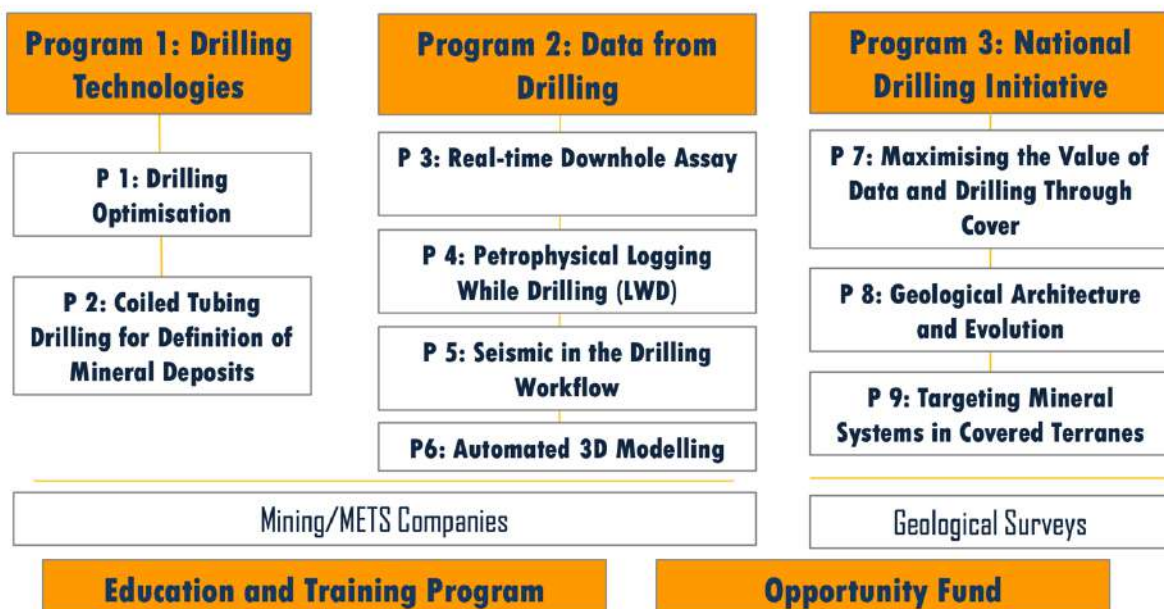 Program 1: Drilling
Technologies
P 1: Drilling
Optimisation
P 2: Coiled Tubing
Drilling for Definition of
Mineral Deposits
Program 2: Data from
Drilling
P 3: Real-time Downhole Assay
P 4: Petrophysical Logging
While Drilling (LWD)
P 5: Seismic in the Drilling
Workflow
P6: Automated 3D Modelling
Mining/METS Companies
Program 3: National
Drilling Initiative
P 7: Maximising the Value of
Data and Drilling Through
Cover
P 8: Geological Architecture
and Evolution
P 9: Targeting Mineral
Systems in Covered Terranes
Geological Surveys
Education and Training Program
Opportunity Fund